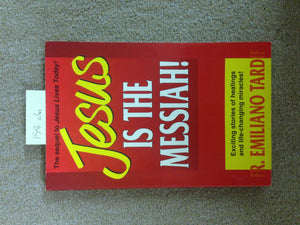 The sequel to Jesus Lives Today!
Jesus
IS THE
MESSIAH!
Exciting stories of healings
and life-changing miracles!
R. EMILIANO TARD